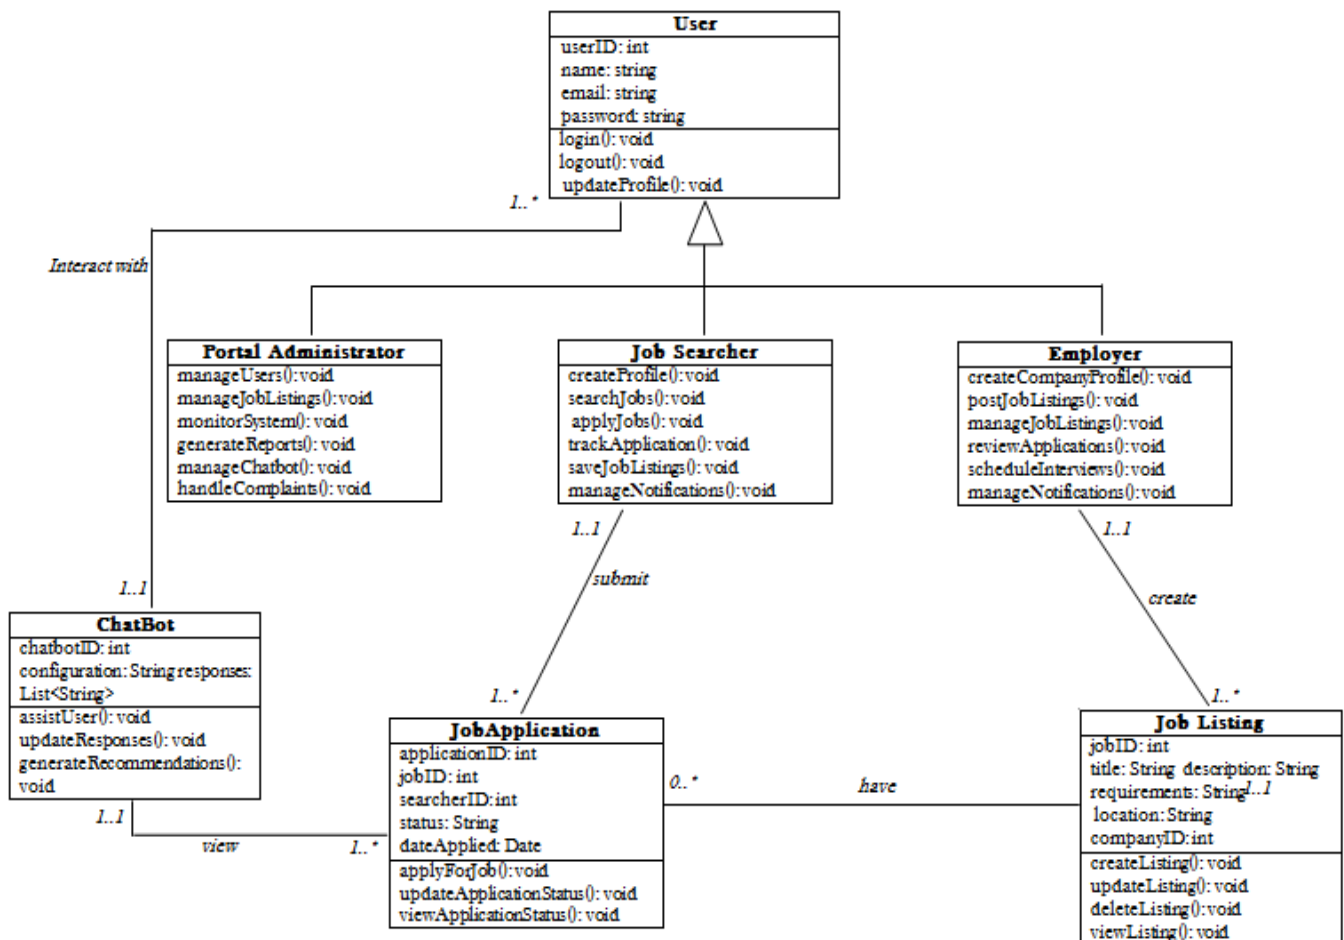 User
userID: int
name: string
email: string
password: string
login(): void
logout(): void
updateProfile(): void
1..*
Interact with
Portal Administrator
manageUsers(): void
manageJobListings(): void
monitorSystem(): void
generateReports(): void
manageChatbot(): void
handleComplaints(): void
Job Searcher
createProfile(): void
searchJobs(): void
applyJobs(): void
trackApplication(): void
saveJobListings(): void
manageNotifications(): void
Employer
createCompanyProfile(): void
postJobListings(): void
manageJobListings(): void
reviewApplications(): void
scheduleInterviews(): void
manageNotifications(): void
1..1
submit
1..*
1..1
create
1..*
1..1
ChatBot
chatbotID: int
configuration: String responses:
List<String>
assistUser(): void
updateResponses(): void
generateRecommendations():
void
1..1
view
1..*
JobApplication
applicationID: int
jobID: int
searcherID: int
status: String
dateApplied: Date
applyForJob(): void
updateApplicationStatus(): void
viewApplicationStatus(): void
0..*
have
1..1
Job Listing
jobID: int
title: String description: String
requirements: String
location: String
companyID: int
createListing(): void
updateListing(): void
deleteListing(): void
viewListing(): void